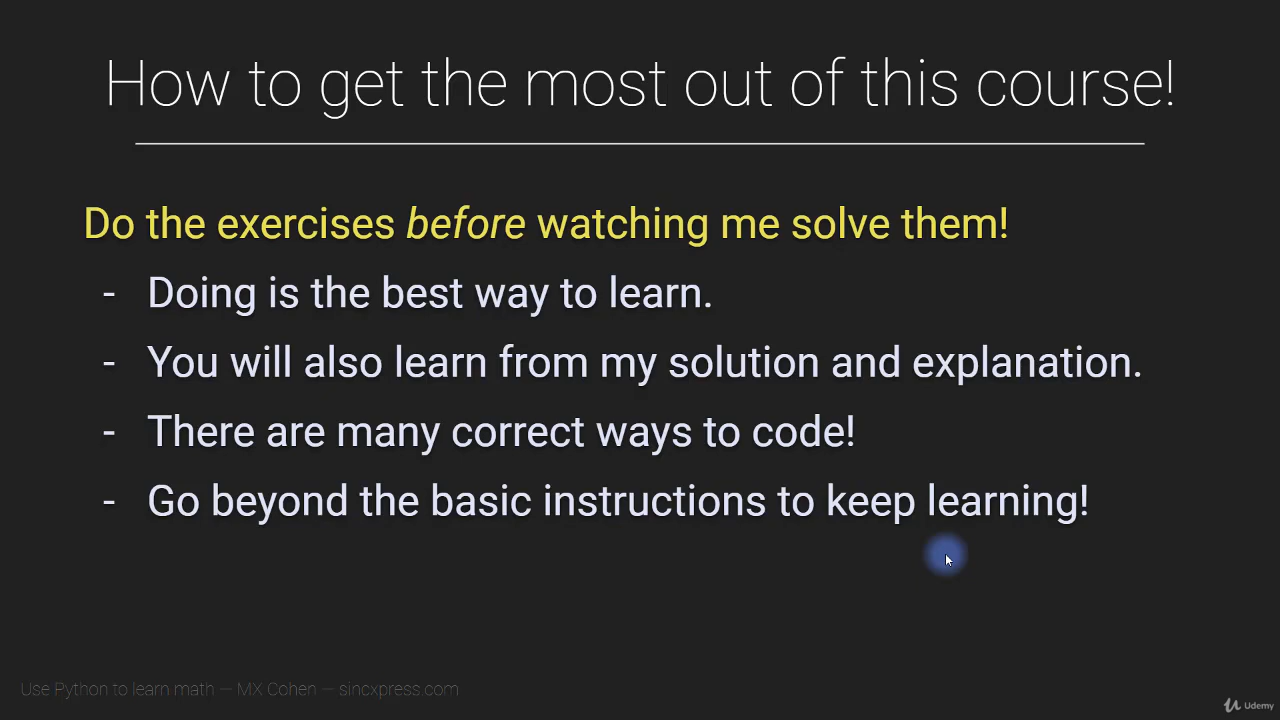 How to get the most out of this course!
Do the exercises before watching me solve them!
- Doing is the best way to learn.
- You will also learn from my solution and explanation.
- There are many correct ways to code!
- Go beyond the basic instructions to keep learning!
Use Python to learn math — MX Cohen — sincxpress.com
Udemy